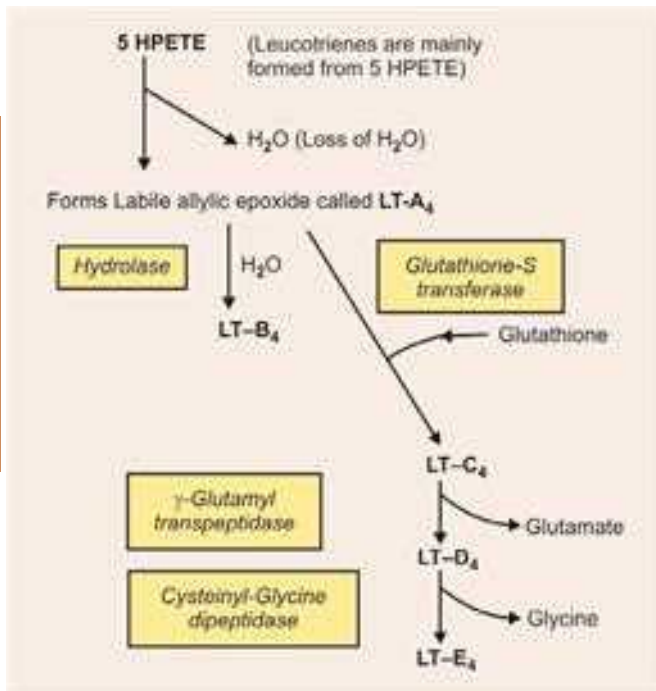 5 HPETE
(Leucotrienes are mainly
formed from 5 HPETE)
H₂O (Loss of H₂O)
Forms Labile allylic epoxide called LT-A₄
Hydrolase
H₂O
Glutathione-S
transferase
LT–B₄
Glutathione
LT–C₄
γ-Glutamyl
transpeptidase
Glutamate
LT–D₄
Cysteinyl-Glycine
dipeptidase
Glycine
LT–E₄